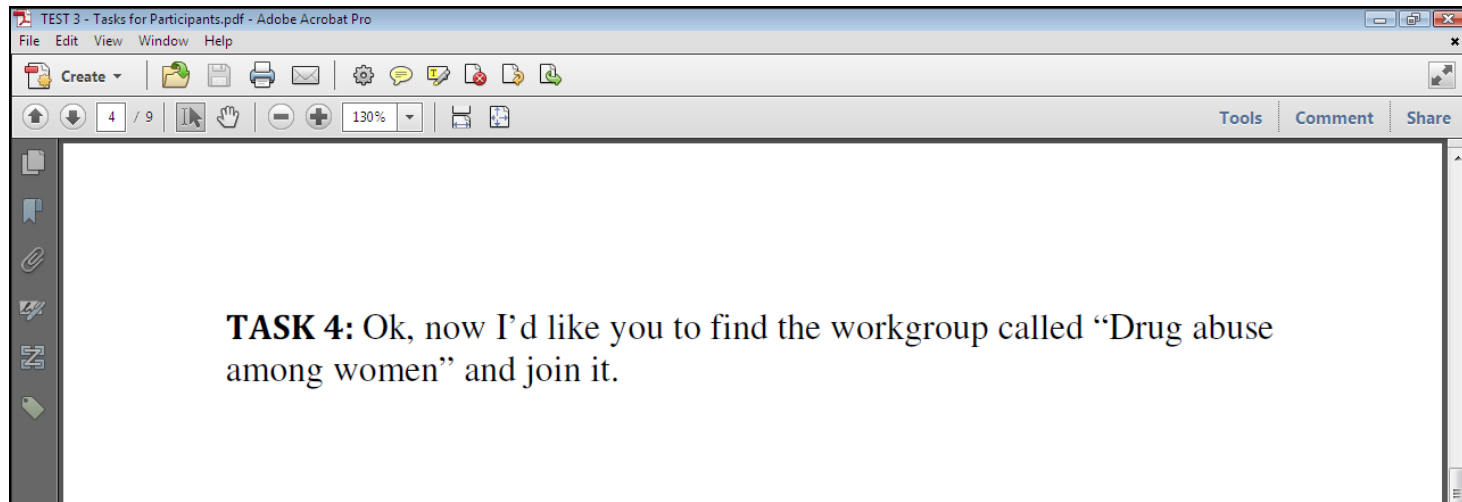 TEST 3 - Tasks for Participants.pdf - Adobe Acrobat Pro
File Edit View Window Help
Create
4 / 9 130% Tools Comment Share
TASK 4: Ok, now I’d like you to find the workgroup called “Drug abuse
among women” and join it.